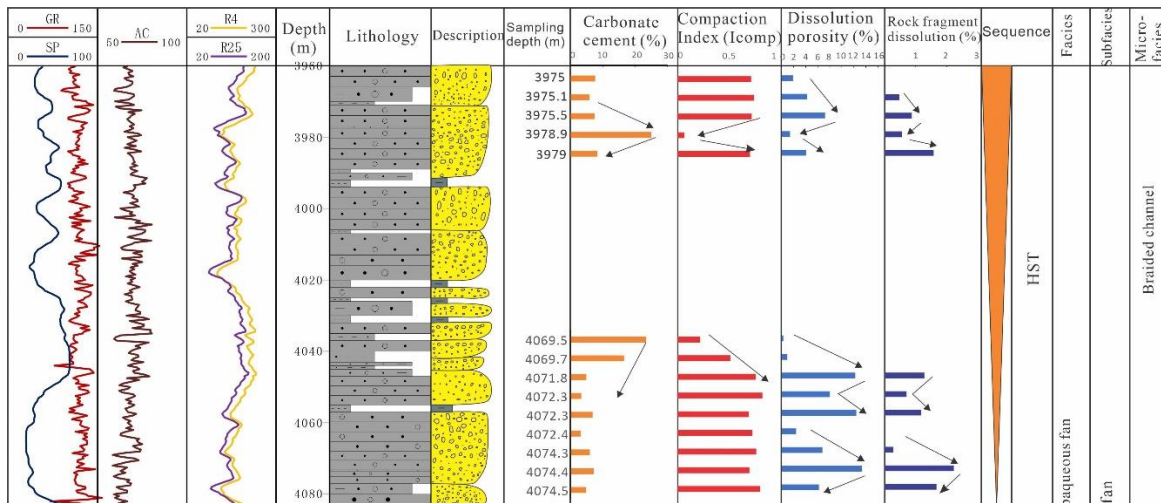 GR
0 150
SP
0 100
AC
50 100
R4
20 300
R25
20 200
Depth
(m)
Lithology
Description
Sampling
depth (m)
Carbonate
cement (%)
0 10 20 30
Compaction
Index (Icomp)
0 0.5 1
Dissolution
porosity (%)
0 2 4 6 8 10 12 14 16
Rock fragment
dissolution (%)
1 2 3
Sequence
Facies
Subfacies
Micro-
facies
3960
3980
4000
4020
4040
4060
4080
3975
3975.1
3975.5
3978.9
3979
4069.5
4069.7
4071.8
4072.3
4072.3
4072.4
4074.3
4074.4
4074.5
HST
baqueous fan
fan
Braided channel